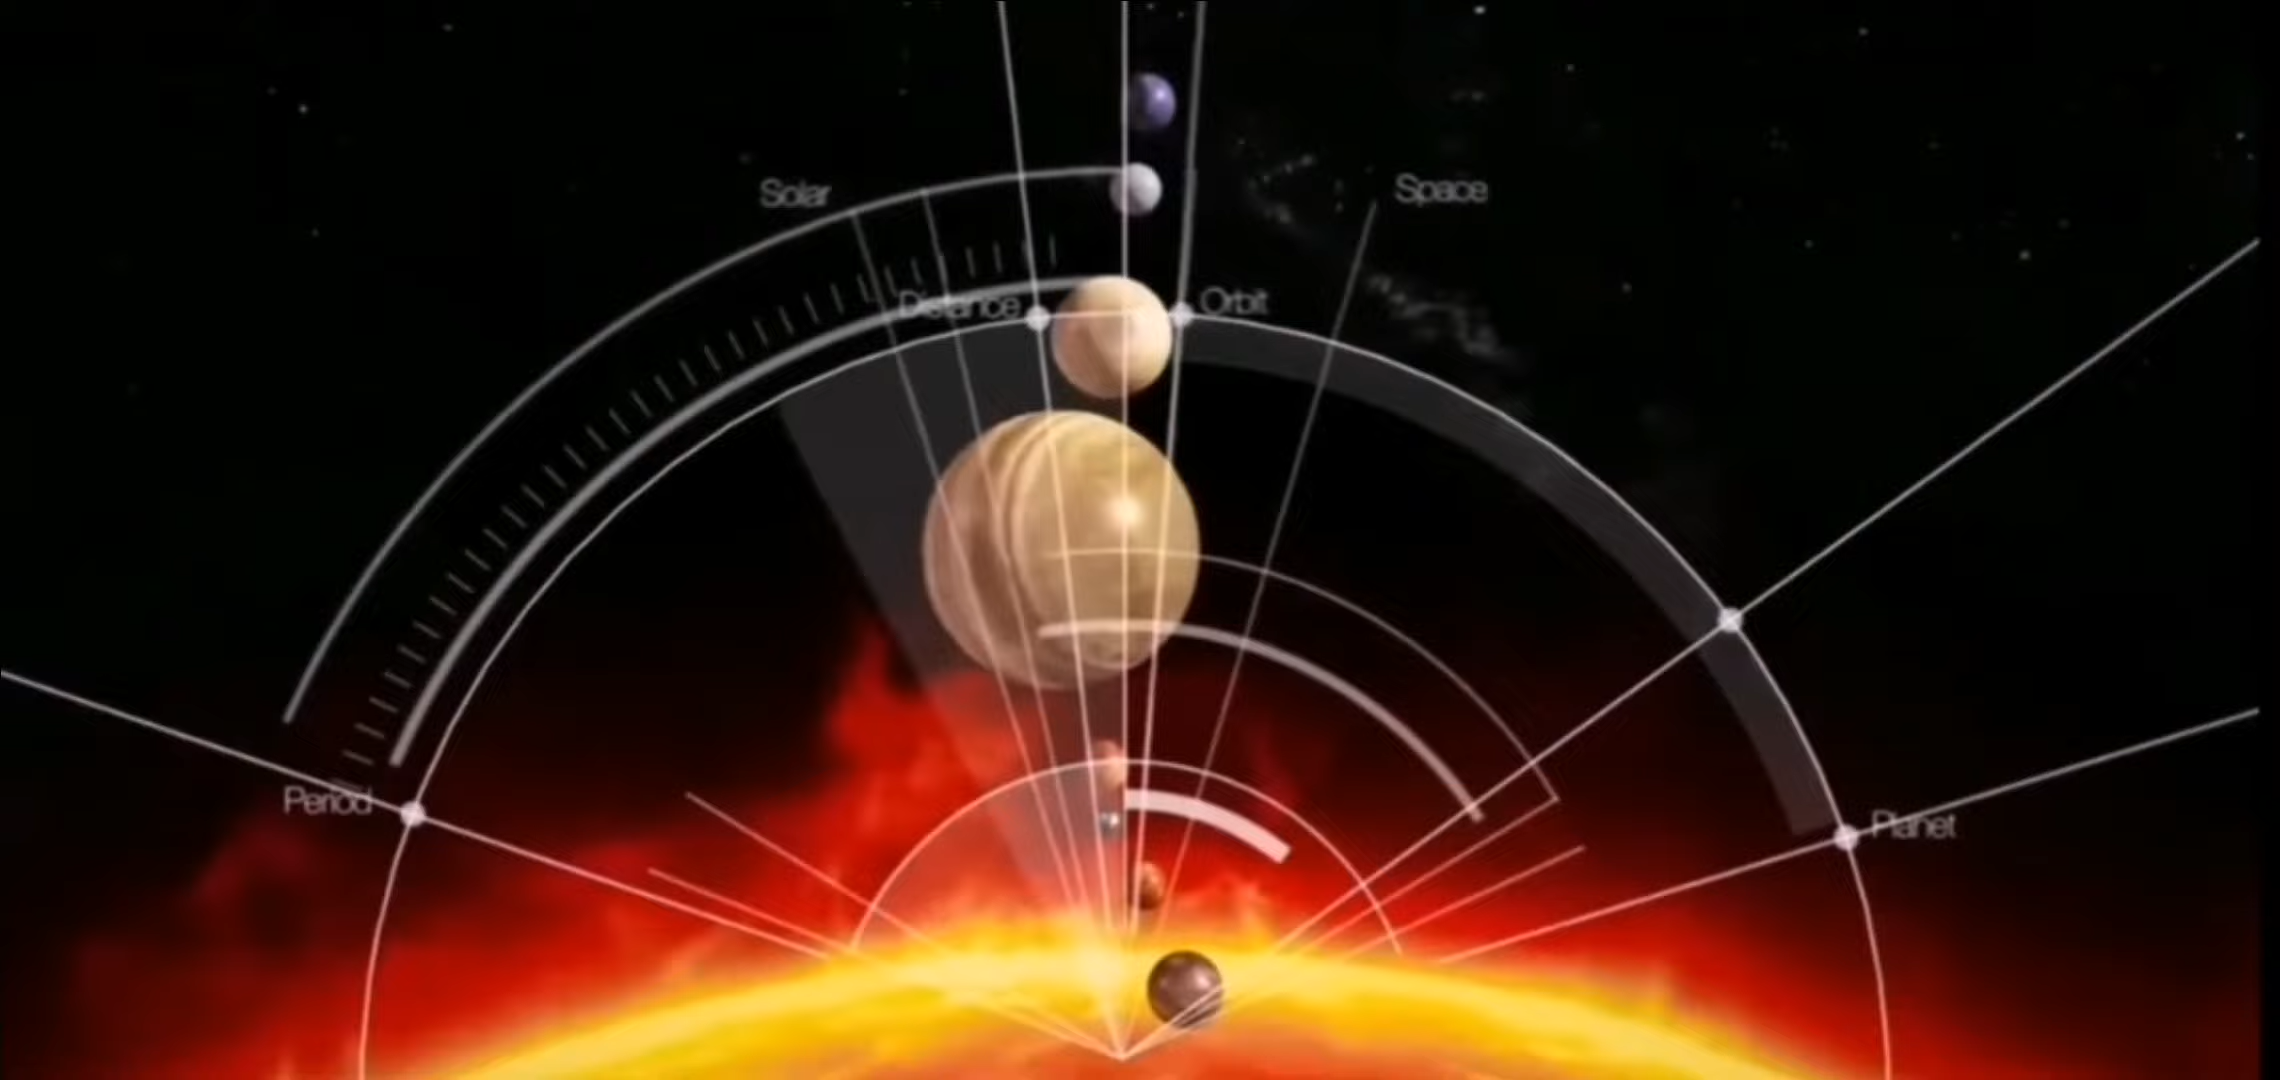 Solar
Space
Distance
Orbit
Period
Planet